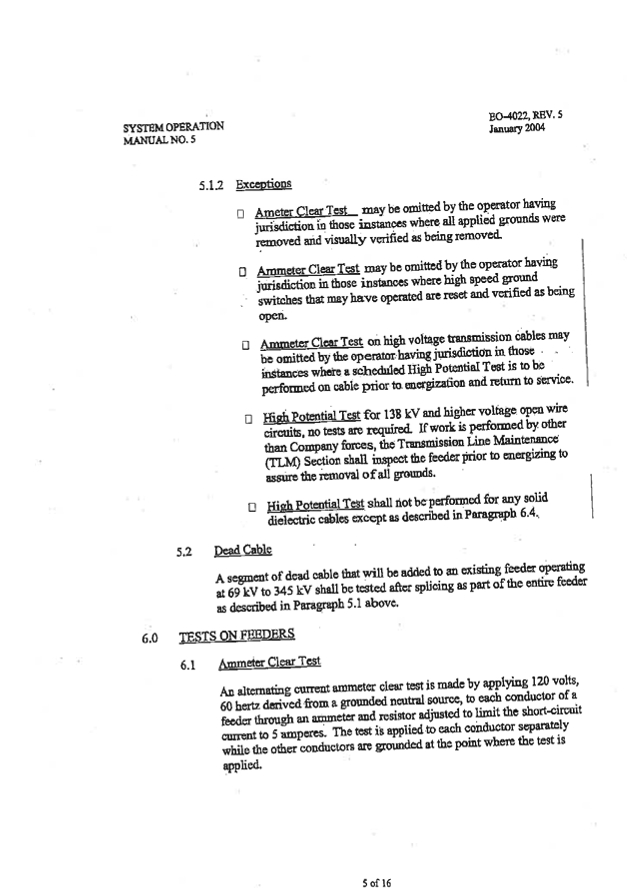 SYSTEM OPERATION
MANUAL NO. 5
EO-4022, REV. 5
January 2004
5.1.2 Exceptions
□ Ameter Clear Test may be omitted by the operator having
jurisdiction in those instances where all applied grounds were
removed and visually verified as being removed.
□ Ammeter Clear Test may be omitted by the operator having
jurisdiction in those instances where high speed ground
switches that may have operated are reset and verified as being
open.
□ Ammeter Clear Test on high voltage transmission cables may
be omitted by the operator having jurisdiction in those
instances where a scheduled High Potential Test is to be
performed on cable prior to energization and return to service.
□ High Potential Test for 138 kV and higher voltage open wire
circuits, no tests are required. If work is performed by other
than Company forces, the Transmission Line Maintenance
(TLM) Section shall inspect the feeder prior to energizing to
assure the removal of all grounds.
□ High Potential Test shall not be performed for any solid
dielectric cables except as described in Paragraph 6.4.
5.2 Dead Cable
A segment of dead cable that will be added to an existing feeder operating
at 69 kV to 345 kV shall be tested after splicing as part of the entire feeder
as described in Paragraph 5.1 above.
6.0 TESTS ON FEEDERS
6.1 Ammeter Clear Test
An alternating current ammeter clear test is made by applying 120 volts,
60 hertz derived from a grounded neutral source, to each conductor of a
feeder through an ammeter and resistor adjusted to limit the short-circuit
current to 5 amperes. The test is applied to each conductor separately
while the other conductors are grounded at the point where the test is
applied.
5 of 16